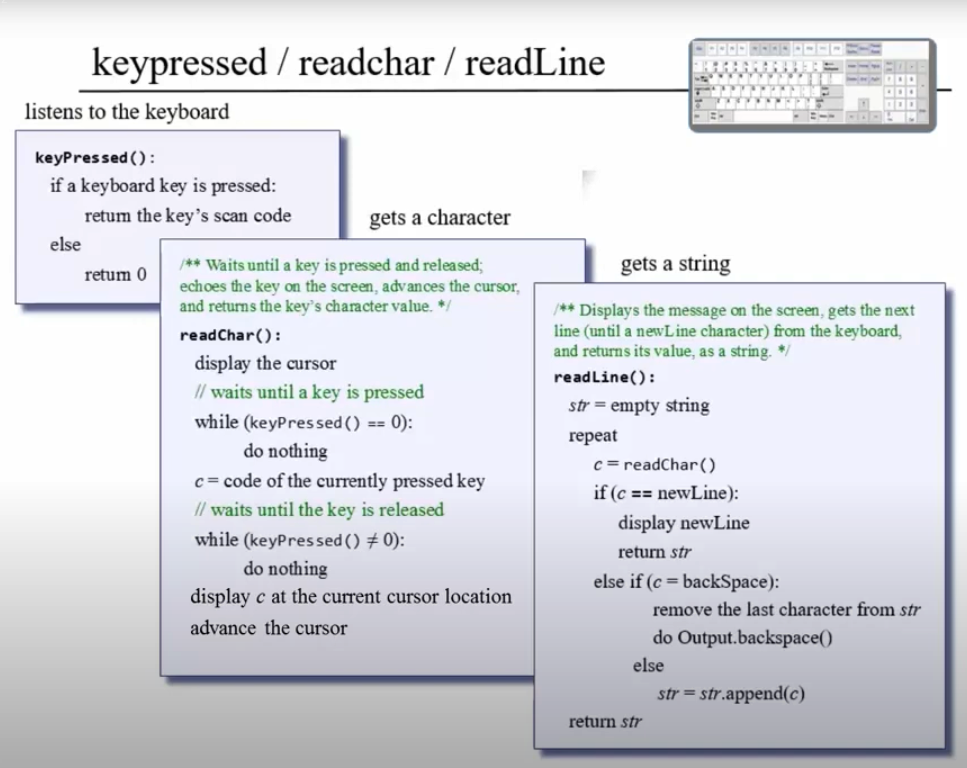 keypressed / readchar / readLine
listens to the keyboard
keyPressed():
if a keyboard key is pressed:
return the key's scan code
else
return 0
gets a character
/** Waits until a key is pressed and released;
echoes the key on the screen, advances the cursor,
and returns the key's character value. */
readChar():
display the cursor
// waits until a key is pressed
while (keyPressed() == 0):
do nothing
c = code of the currently pressed key
// waits until the key is released
while (keyPressed() ≠ 0):
do nothing
display c at the current cursor location
advance the cursor
gets a string
/** Displays the message on the screen, gets the next
line (until a newLine character) from the keyboard,
and returns its value, as a string. */
readLine():
str = empty string
repeat
c = readChar()
if (c == newLine):
display newLine
return str
else if (c = backSpace):
remove the last character from str
do Output.backspace()
else
str = str.append(c)
return str